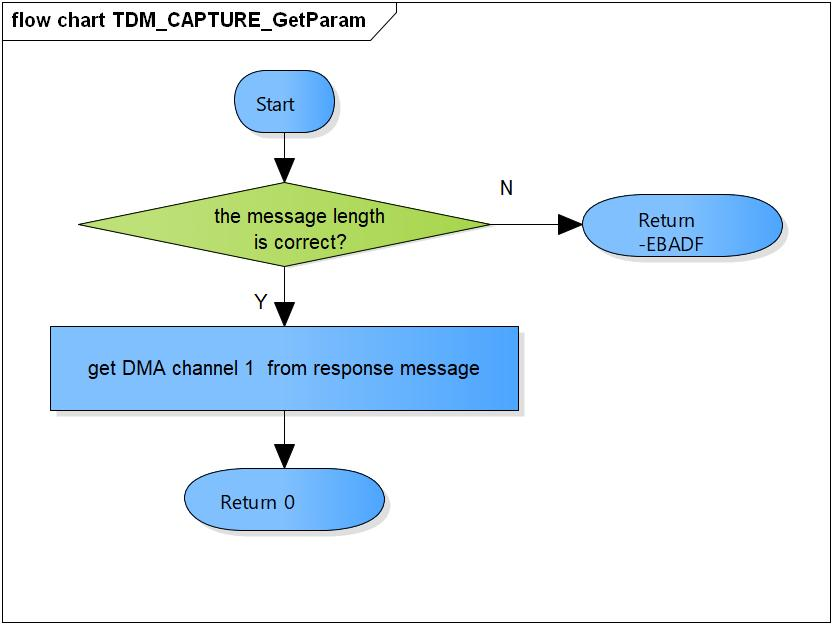 flow chart TDM_CAPTURE_GetParam
Start
the message length
is correct?
N
Return
-EBADF
Y
get DMA channel 1  from response message
Return 0